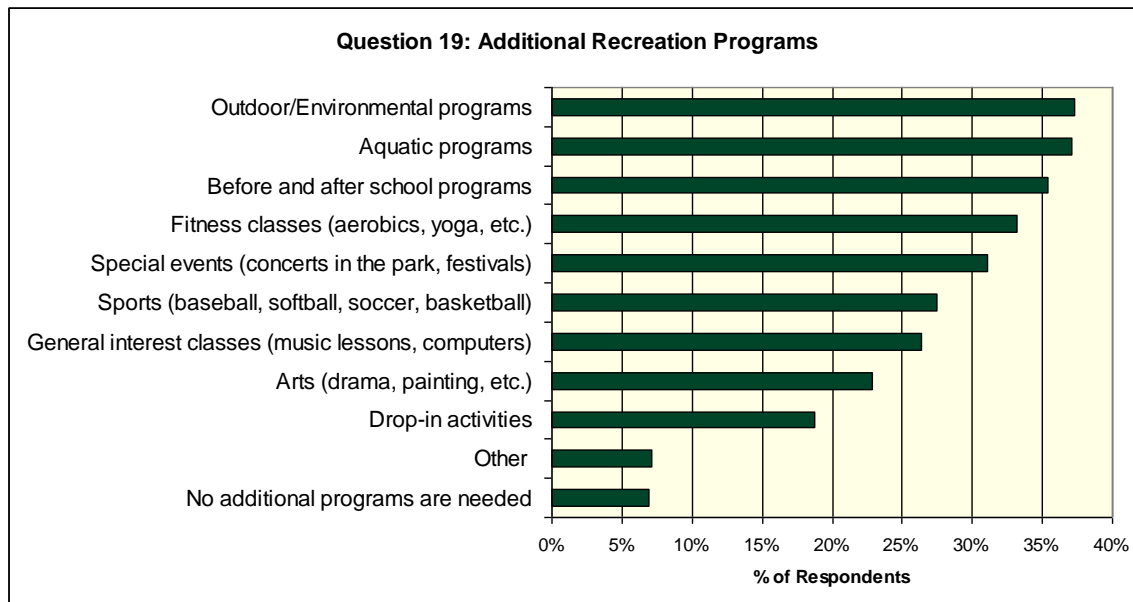 Question 19: Additional Recreation Programs
Outdoor/Environmental programs
Aquatic programs
Before and after school programs
Fitness classes (aerobics, yoga, etc.)
Special events (concerts in the park, festivals)
Sports (baseball, softball, soccer, basketball)
General interest classes (music lessons, computers)
Arts (drama, painting, etc.)
Drop-in activities
Other
No additional programs are needed
0% 5% 10% 15% 20% 25% 30% 35% 40%
% of Respondents